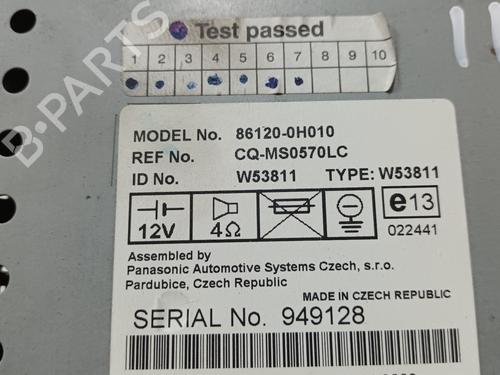 Test passed
1 2 3 4 5 6 7 8 9 10
MODEL No. 86120-0H010
REF No. CQ-MS0570LC
ID No. W53811 TYPE: W53811
12V 4Ω e13
022441
Assembled by
Panasonic Automotive Systems Czech, s.r.o.
Pardubice, Czech Republic
MADE IN CZECH REPUBLIC
SERIAL No. 949128
B-PARTS